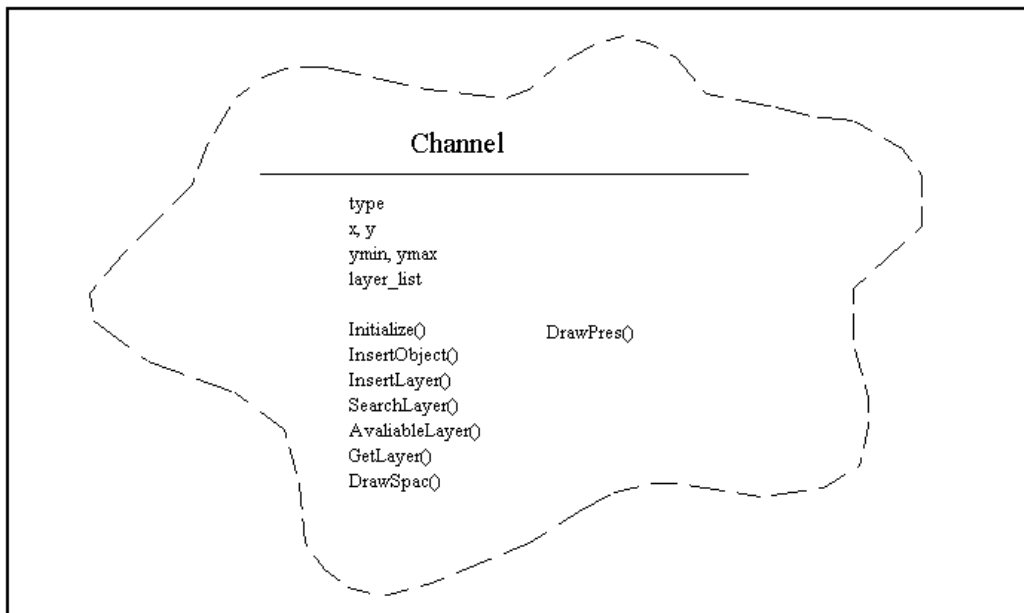 Channel
type
x, y
ymin, ymax
layer_list
Initialize()
DrawPres()
InsertObject()
InsertLayer()
SearchLayer()
AvaliableLayer()
GetLayer()
DrawSpac()